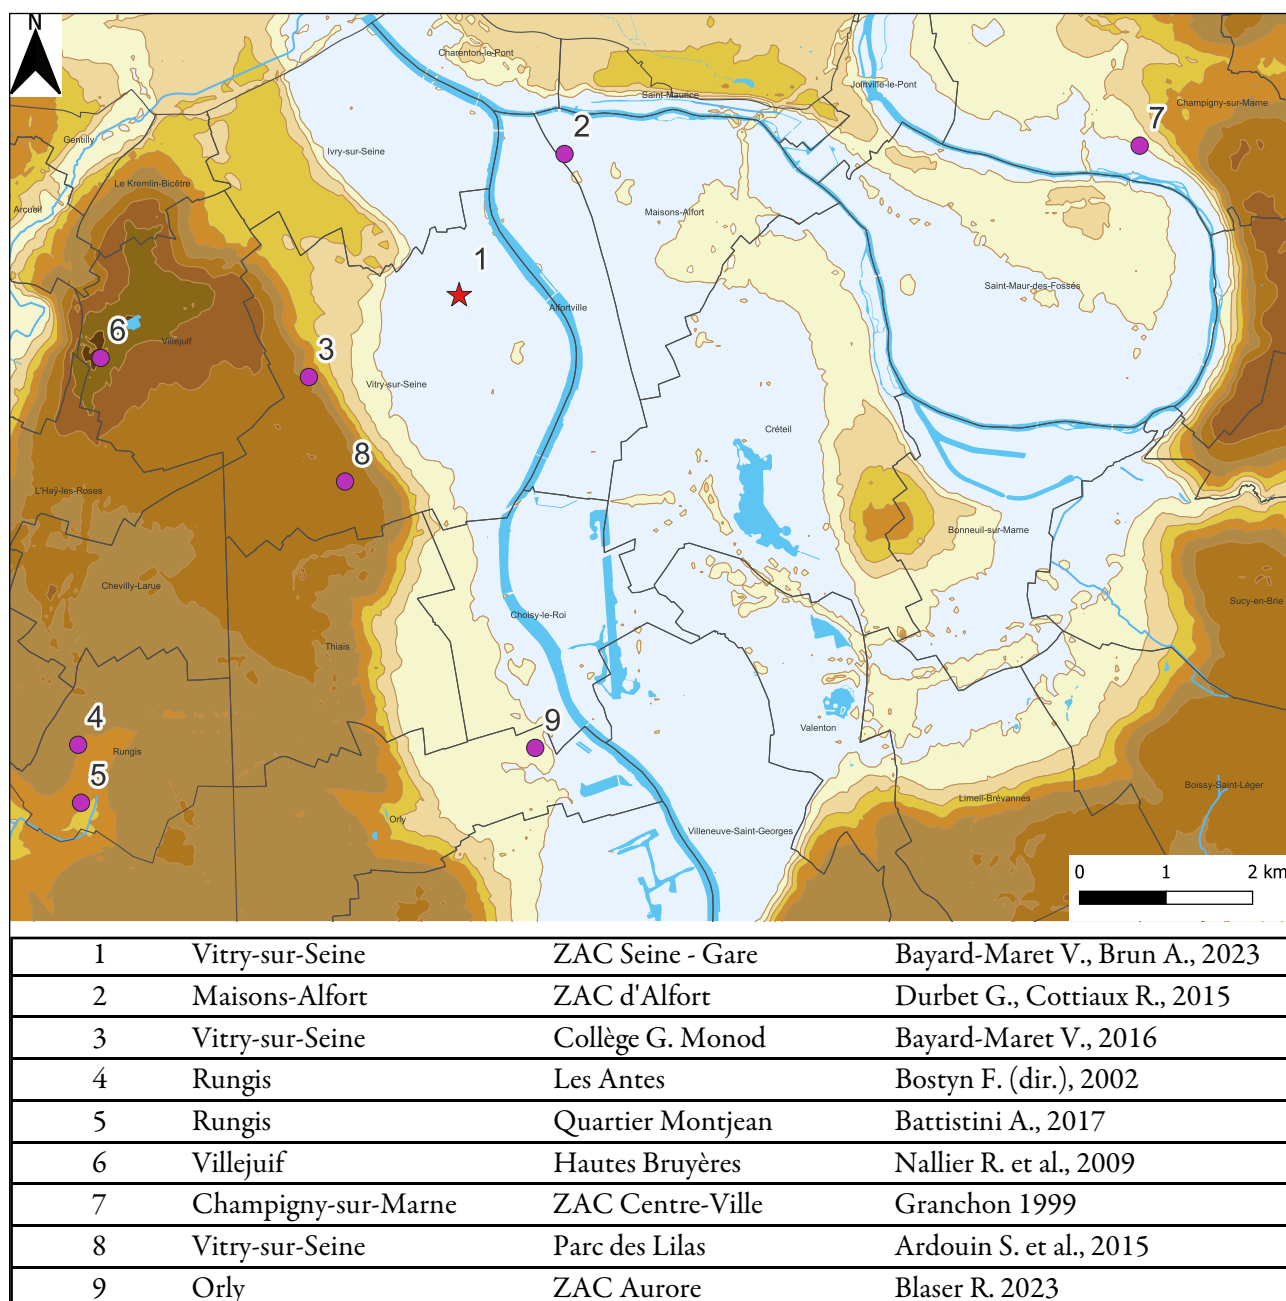 N
Charenton-le-Pont
Saint-Maurice
Joinville-le-Pont
Champigny-sur-Marne
7
2
Gentilly
Ivry-sur-Seine
Le Kremlin-Bicêtre
Arcueil
Maisons-Alfort
1
Saint-Maur-des-Fossés
Alfortville
6
Villejuif
3
Vitry-sur-Seine
Créteil
8
L'Haÿ-les-Roses
Bonneuil-sur-Marne
Chevilly-Larue
Sucy-en-Brie
Choisy-le-Roi
Thiais
4
9
Valenton
Rungis
5
Boissy-Saint-Léger
Limeil-Brévannes
Orly
Villeneuve-Saint-Georges
0 1 2 km
1 Vitry-sur-Seine ZAC Seine - Gare Bayard-Maret V., Brun A., 2023
2 Maisons-Alfort ZAC d'Alfort Durbet G., Cottiaux R., 2015
3 Vitry-sur-Seine Collège G. Monod Bayard-Maret V., 2016
4 Rungis Les Antes Bostyn F. (dir.), 2002
5 Rungis Quartier Montjean Battistini A., 2017
6 Villejuif Hautes Bruyères Nallier R. et al., 2009
7 Champigny-sur-Marne ZAC Centre-Ville Granchon 1999
8 Vitry-sur-Seine Parc des Lilas Ardouin S. et al., 2015
9 Orly ZAC Aurore Blaser R. 2023